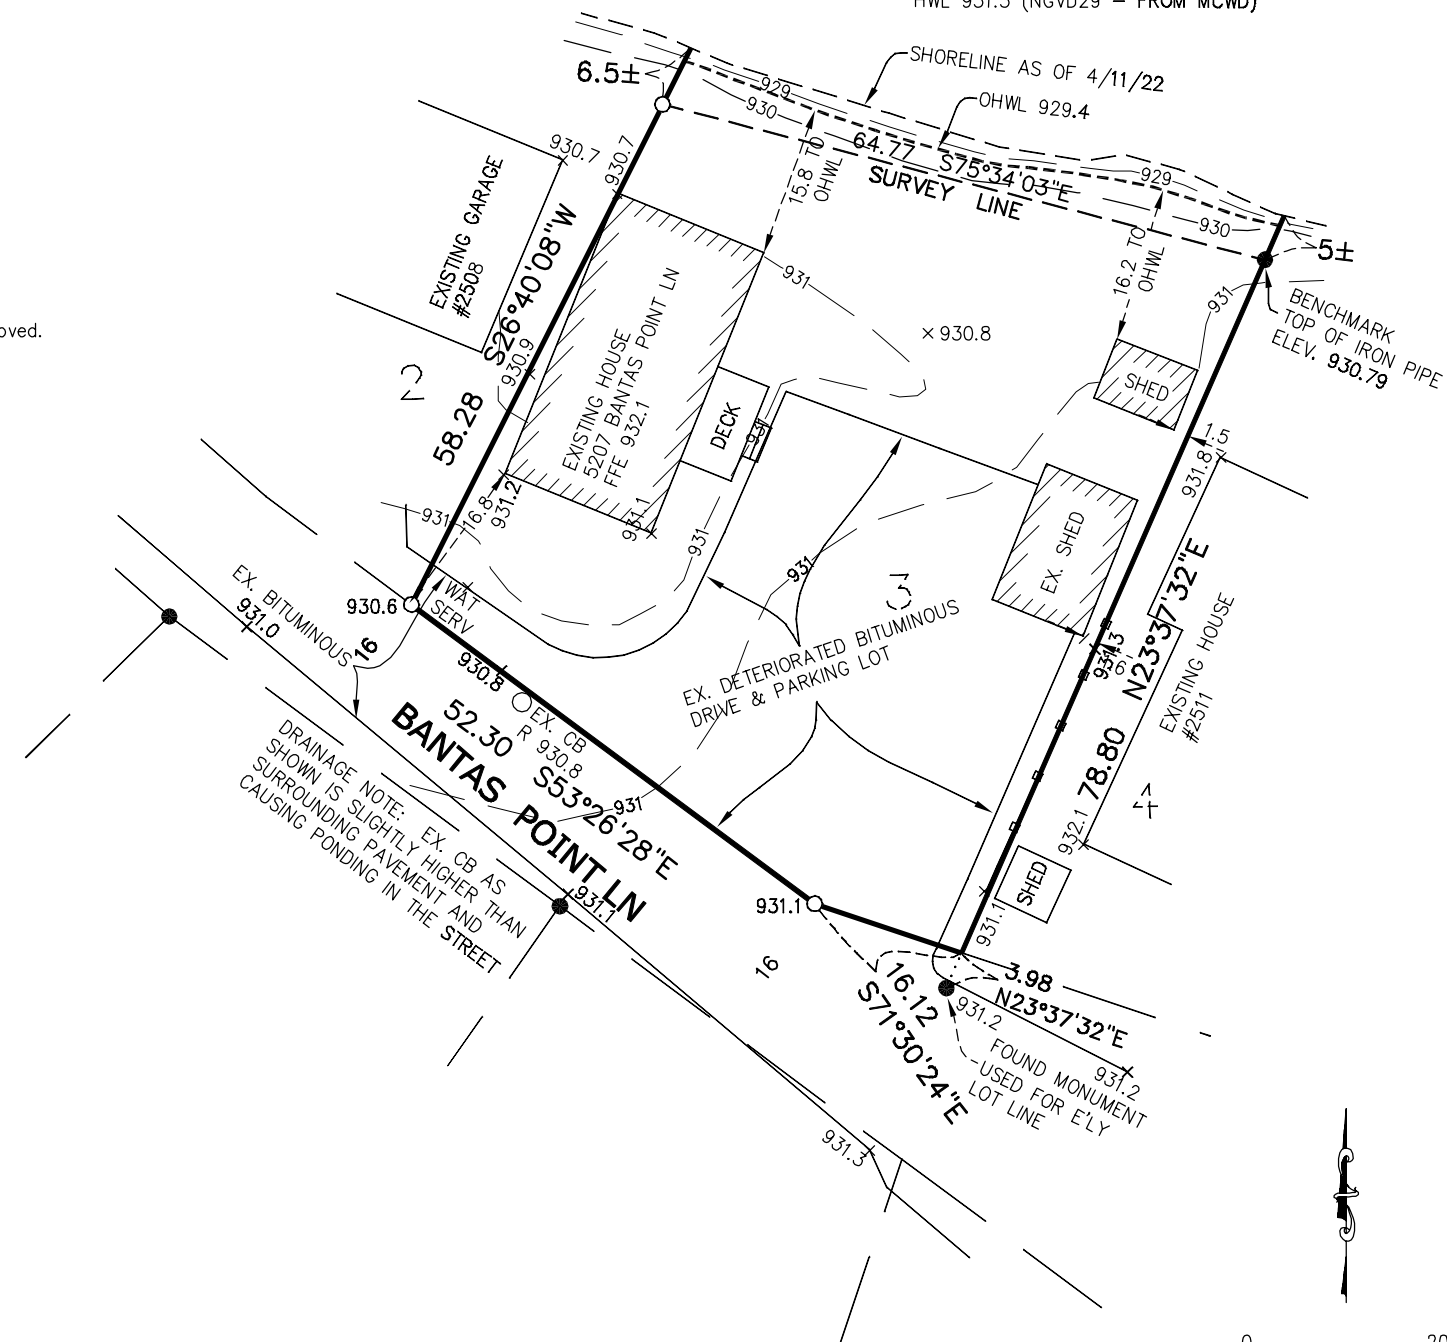 HWL 931.5 (NGVD29 – FROM MCWD)
SHORELINE AS OF 4/11/22
OHWL 929.4
6.5±
929
930
64.77 S75°34'03"E
SURVEY LINE
929
930
5±
15.8 TO
OHWL
16.2 TO
OHWL
930.7
930.7
EXISTING GARAGE
#2508
S26°40'08"W
58.28
930.9
2
oved.
EXISTING HOUSE
5207 BANTAS POINT LN
FFE 932.1
931
×930.8
931
BENCHMARK
TOP OF IRON PIPE
ELEV. 930.79
SHED
DECK
931
1.5
931.8
16.8
931.2
931.1
931
931
931
EX. SHED
3
N23°37'32"E
78.80
931.3
EXISTING HOUSE
#2511
4
932.1
SHED
931.1
WAT
SERV
930.6
EX. BITUMINOUS
931.0
16
930.8
EX. CB
R 930.8
EX. DETERIORATED BITUMINOUS
DRIVE & PARKING LOT
52.30 S53°26'28"E
BANTAS POINT LN
931
DRAINAGE NOTE: EX. CB AS
SHOWN IS SLIGHTLY HIGHER THAN
SURROUNDING PAVEMENT AND
CAUSING PONDING IN THE STREET
931.1
931.1
16
16.12
S71°30'24"E
3.98
N23°37'32"E
931.2
931.2
FOUND MONUMENT
USED FOR E'LY
LOT LINE
931.3